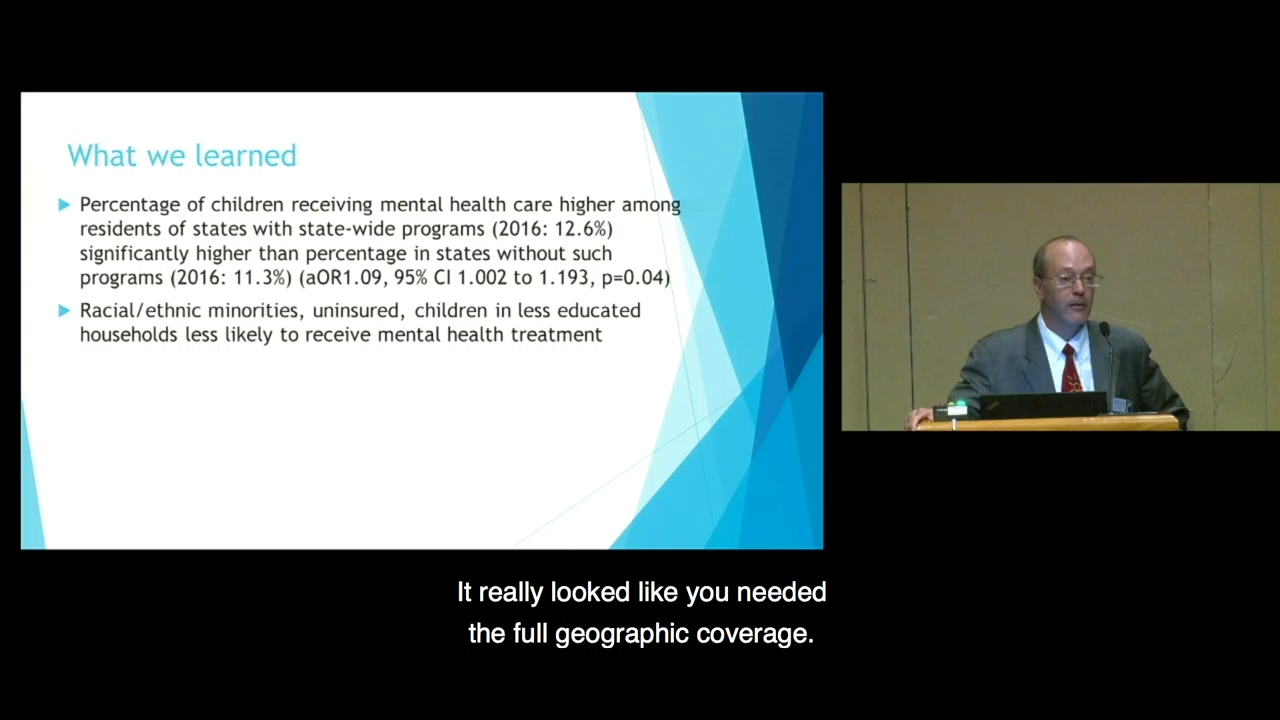 What we learned
Percentage of children receiving mental health care higher among
residents of states with state-wide programs (2016: 12.6%)
significantly higher than percentage in states without such
programs (2016: 11.3%) (aOR1.09, 95% CI 1.002 to 1.193, p=0.04)
Racial/ethnic minorities, uninsured, children in less educated
households less likely to receive mental health treatment
It really looked like you needed
the full geographic coverage.